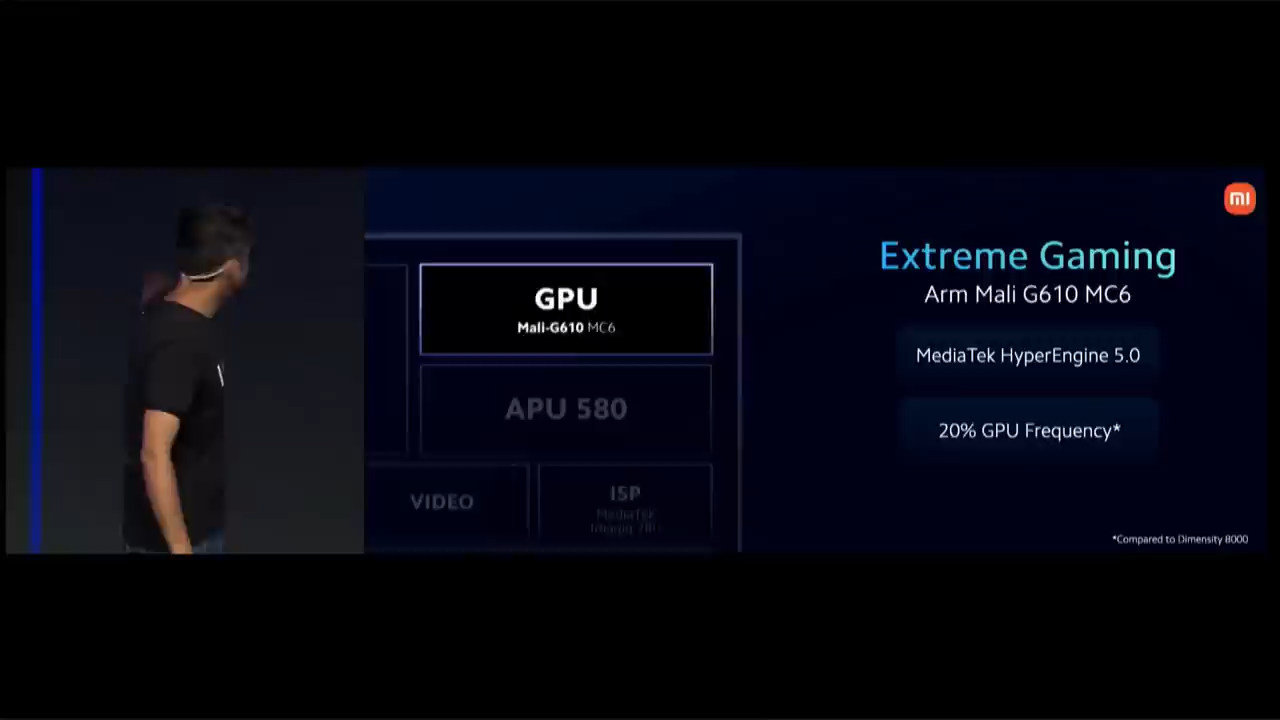 mi
Extreme Gaming
Arm Mali G610 MC6
MediaTek HyperEngine 5.0
20% GPU Frequency*
*Compared to Dimensity 8000
GPU
Mali-G610 MC6
APU 580
VIDEO
ISP
MediaTek